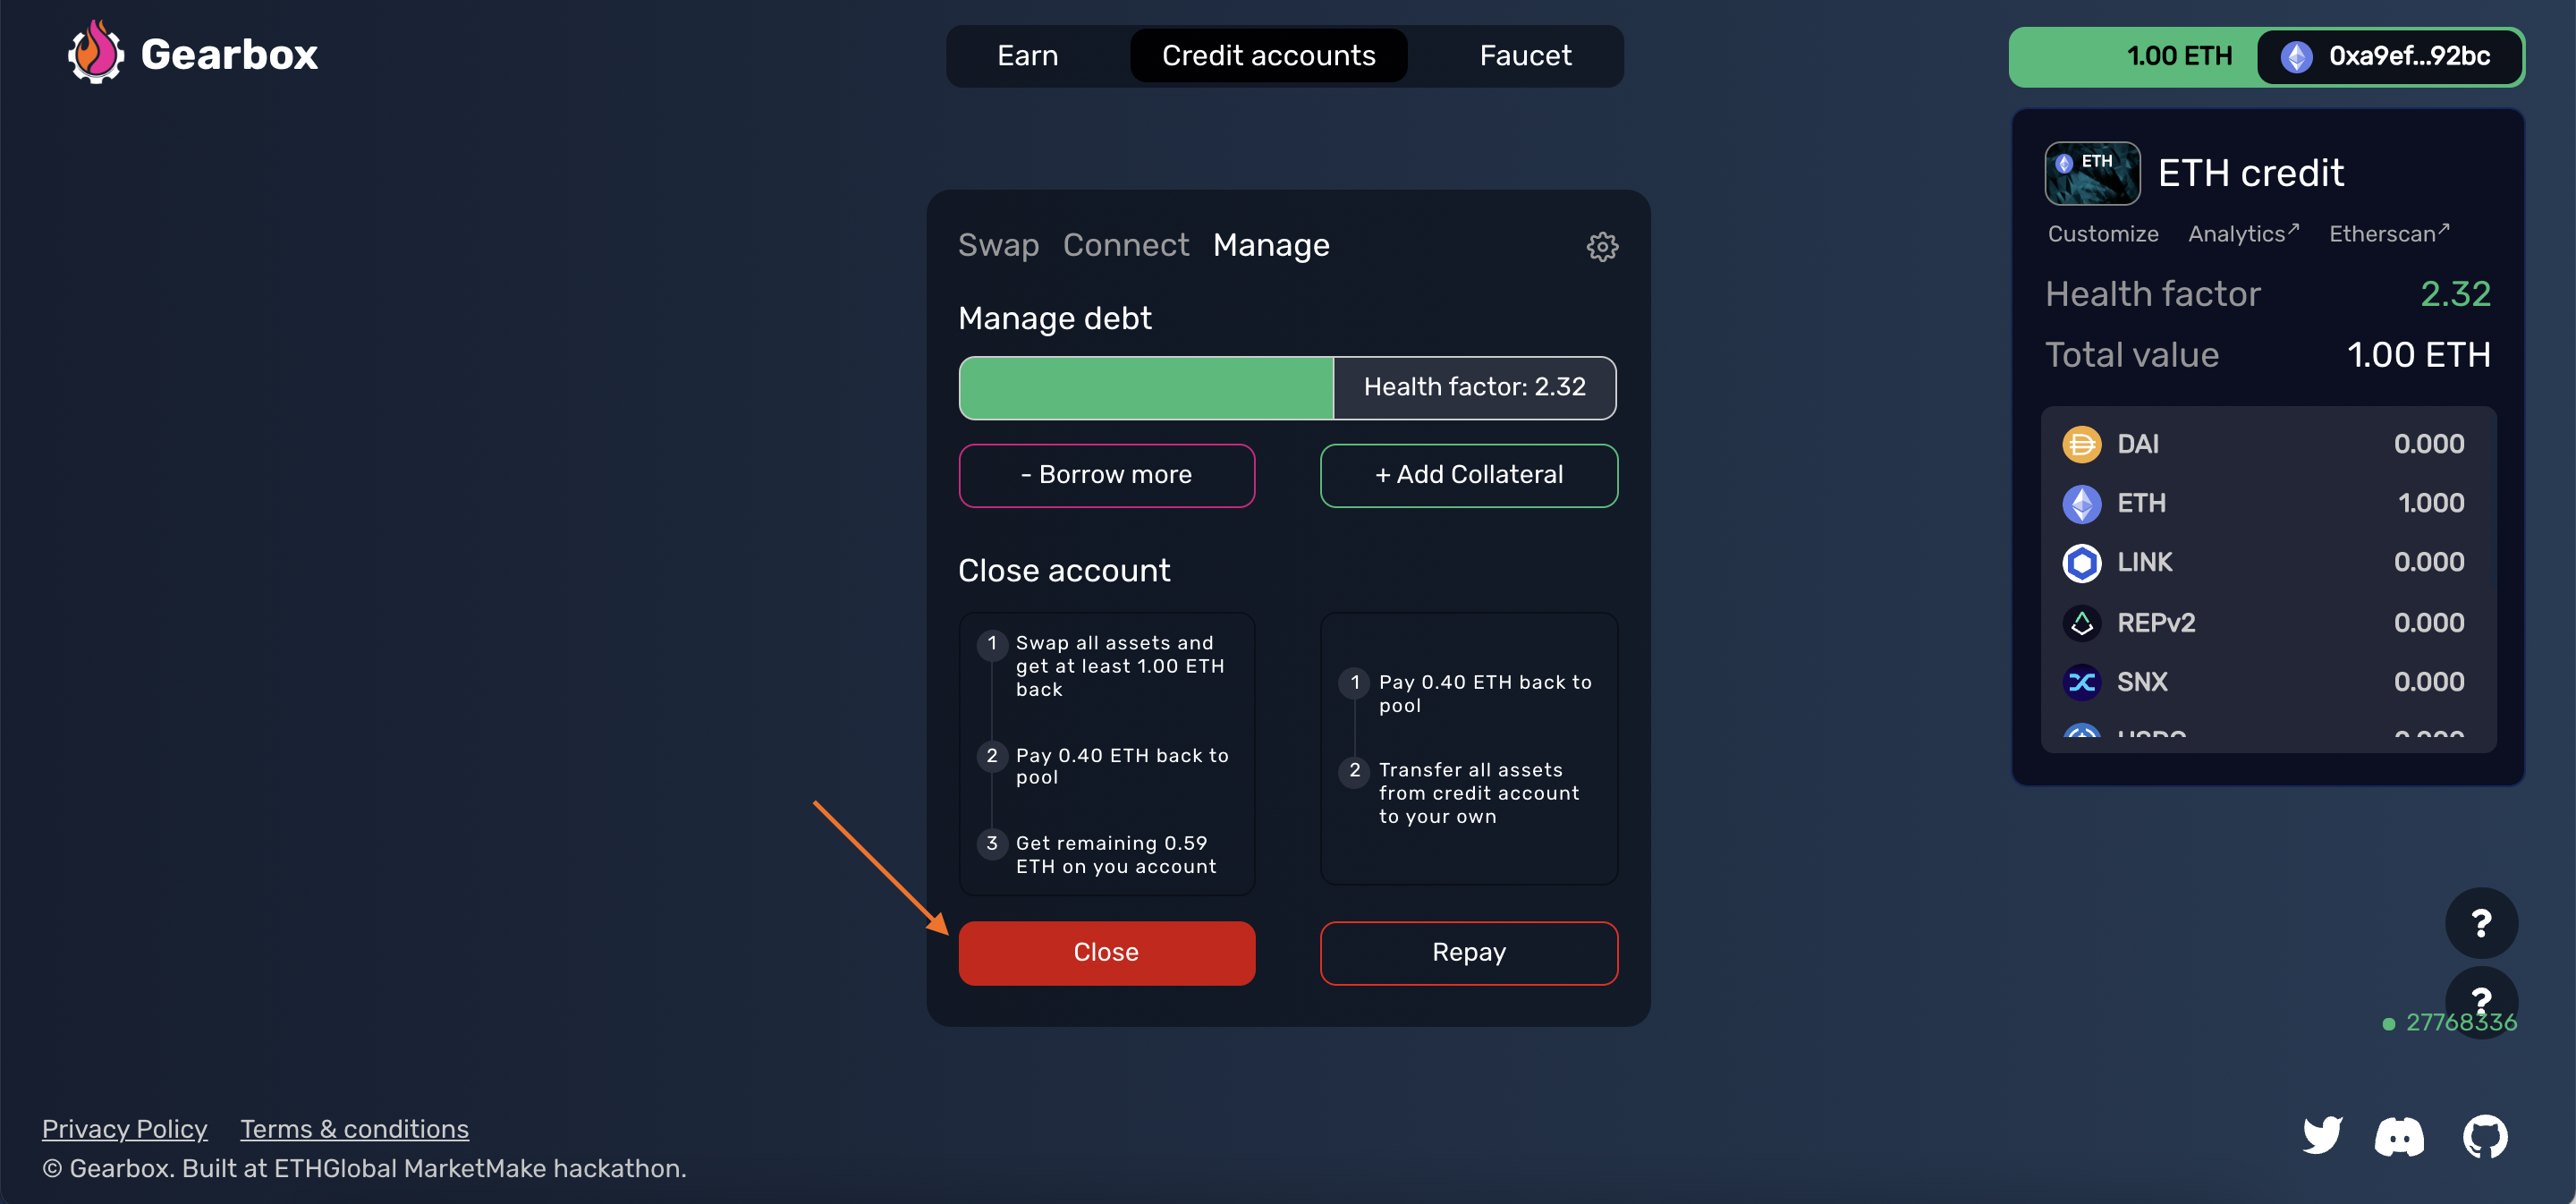 Gearbox
Earn
Credit accounts
Faucet
1.00 ETH
0xa9ef...92bc
ETH
ETH credit
Customize
Analytics↗
Etherscan↗
Health factor
2.32
Total value
1.00 ETH
DAI
0.000
ETH
1.000
LINK
0.000
REPv2
0.000
SNX
0.000
Swap
Connect
Manage
Manage debt
Health factor: 2.32
- Borrow more
+ Add Collateral
Close account
1
Swap all assets and
get at least 1.00 ETH
back
2
Pay 0.40 ETH back to
pool
3
Get remaining 0.59
ETH on you account
1
Pay 0.40 ETH back to
pool
2
Transfer all assets
from credit account
to your own
Close
Repay
?
?
27768336
Privacy Policy
Terms & conditions
© Gearbox. Built at ETHGlobal MarketMake hackathon.